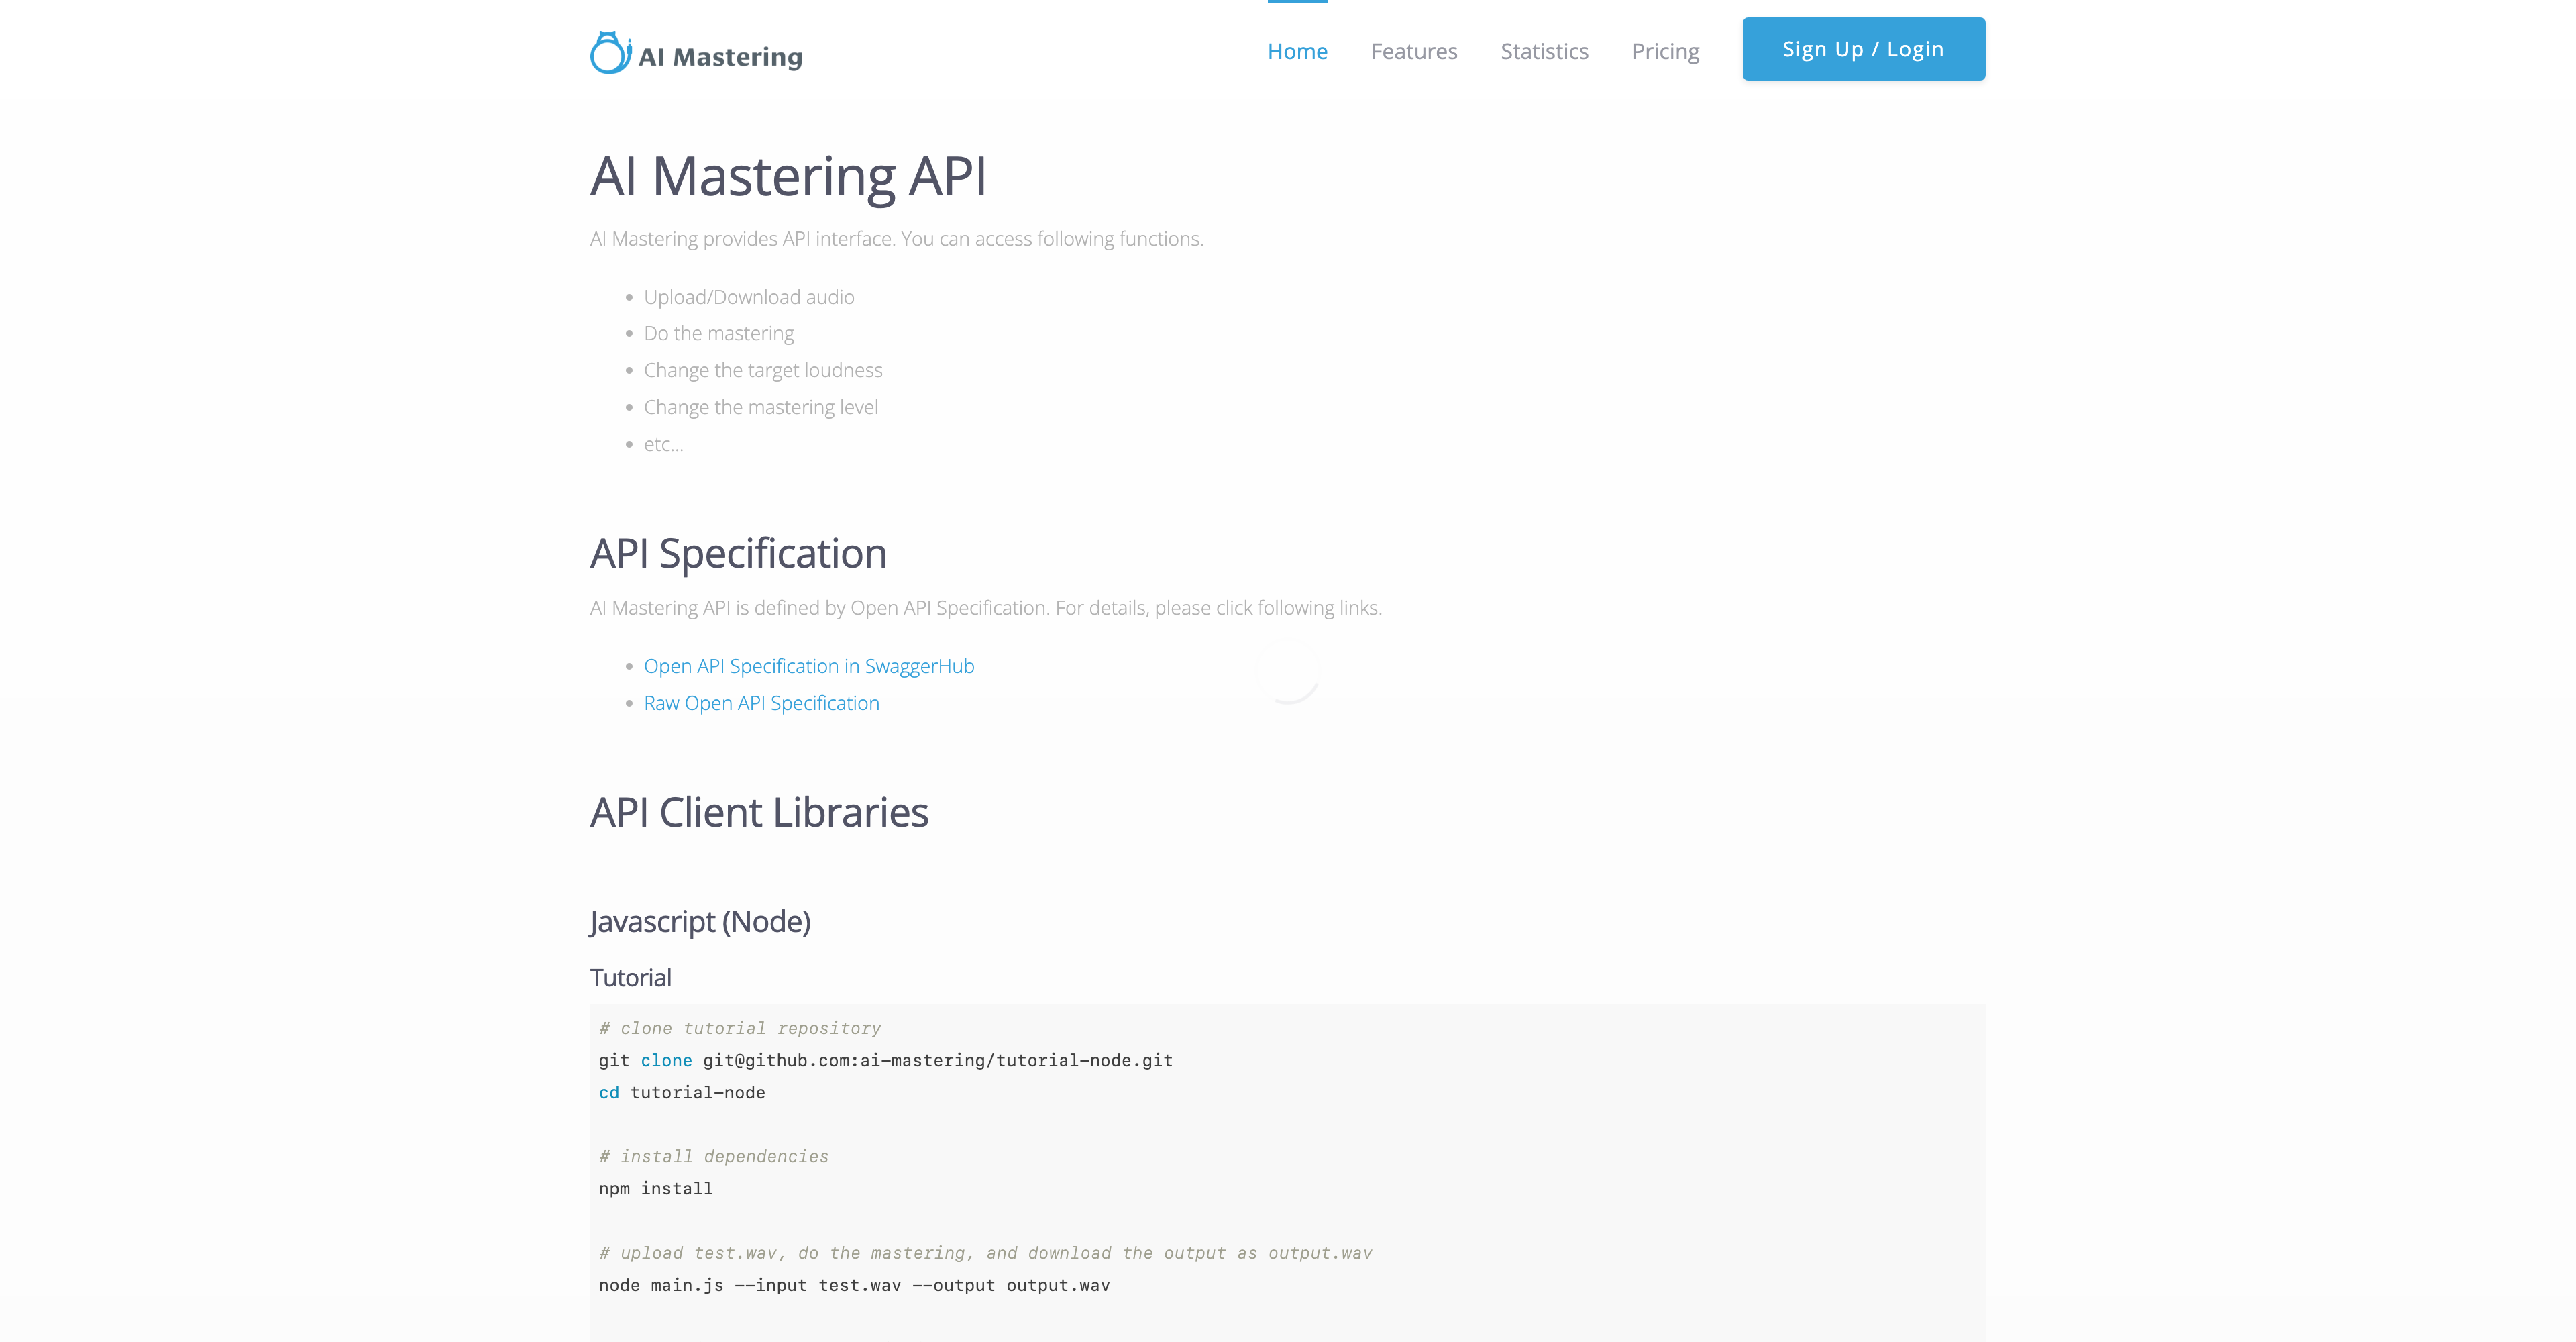 AI Mastering
Home
Features
Statistics
Pricing
Sign Up / Login
AI Mastering API
AI Mastering provides API interface. You can access following functions.
• Upload/Download audio
• Do the mastering
• Change the target loudness
• Change the mastering level
• etc...
API Specification
AI Mastering API is defined by Open API Specification. For details, please click following links.
• Open API Specification in SwaggerHub
• Raw Open API Specification
API Client Libraries
Javascript (Node)
Tutorial
# clone tutorial repository
git clone git@github.com:ai-mastering/tutorial-node.git
cd tutorial-node
# install dependencies
npm install
# upload test.wav, do the mastering, and download the output as output.wav
node main.js --input test.wav --output output.wav